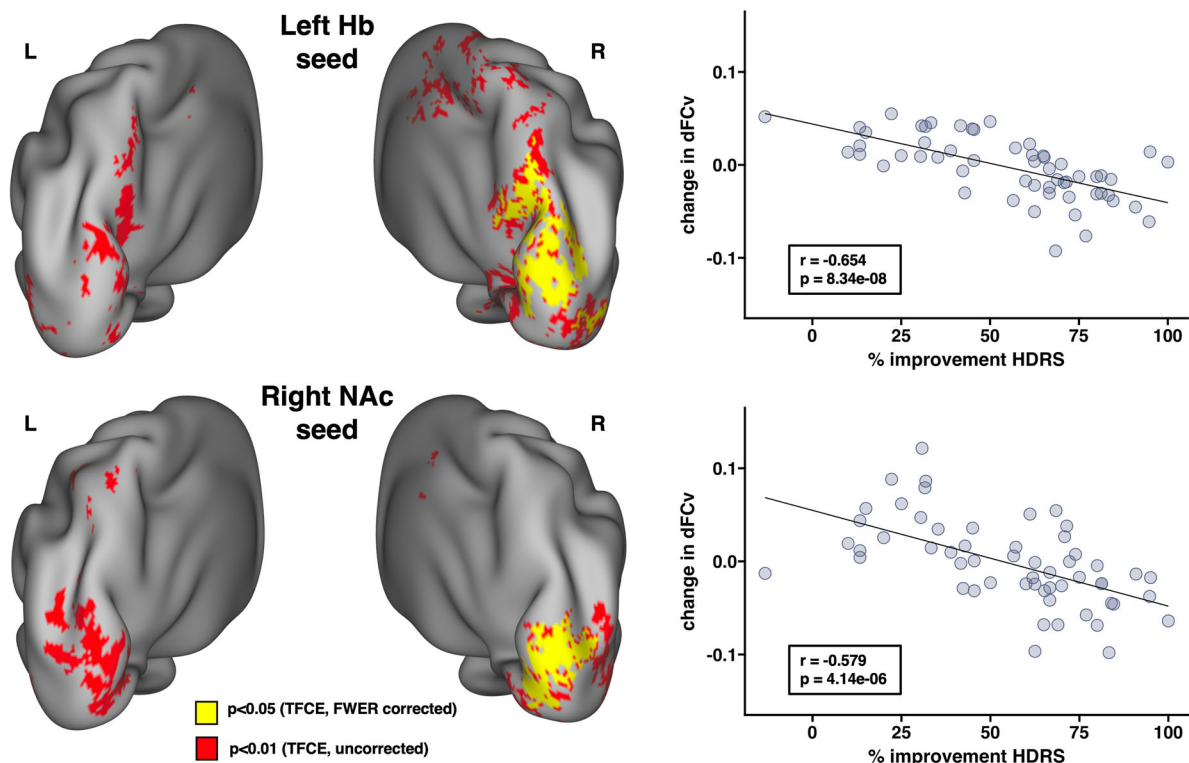 Left Hb
seed
L
R
Right NAc
seed
L
R
p<0.05 (TFCE, FWER corrected)
p<0.01 (TFCE, uncorrected)
change in dFCv
0.1
0.0
-0.1
r = -0.654
p = 8.34e-08
0 25 50 75 100
% improvement HDRS
change in dFCv
0.1
0.0
-0.1
r = -0.579
p = 4.14e-06
0 25 50 75 100
% improvement HDRS